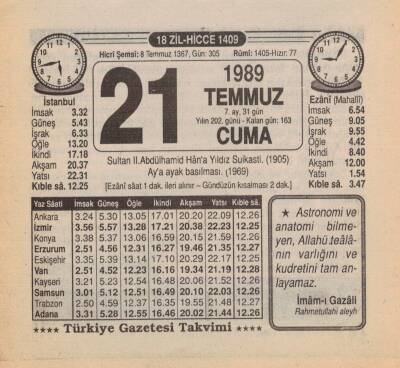 18 ZİL-HİCCE 1409
Hicrî Şemsî: 8 Temmuz 1367, Gün: 305 Rûmî: 1405-Hızır: 77
İstanbul
İmsak 3.32
Güneş 5.43
İşrak 6.33
Öğle 13.20
İkindi 17.18
Akşam 20.37
Yatsı 22.31
Kıble sâ. 12.25
21
1989
TEMMUZ
7. ay, 31 gün
Yılın 202. günü - Kalan gün: 163
CUMA
Ezânî (Mahallî)
İmsak 6.54
Güneş 9.05
İşrak 9.55
Öğle 4.42
İkindi 8.40
Akşam 12.00
Yatsı 1.54
Kıble sâ. 3.47
Sultan II.Abdülhamid Hân'a Yıldız Suikasti. (1905)
Ay'a ayak basılması. (1969)
[Ezânî sâat 1 dak. ileri alınır – Gündüzün kısalması 2 dak.]
Yaz Sâati İmsak Güneş Öğle İkindi Akşam Yatsı Kıble sâ.
Ankara 3.24 5.30 13.05 17.01 20.20 22.09 12.26
İzmir 3.56 5.57 13.28 17.21 20.38 22.23 12.25
Konya 3.38 5.37 13.06 16.59 20.15 21.59 12.26
Erzurum 2.51 4.56 12.31 16.27 19.46 21.35 12.27
Eskişehir 3.35 5.39 13.14 17.10 20.29 22.17 12.25
Van 2.51 4.52 12.23 16.16 19.34 21.19 12.28
Kayseri 3.21 5.23 12.54 16.48 20.05 21.51 12.26
Samsun 3.01 5.12 12.51 16.49 20.10 22.03 12.26
Trabzon 2.50 4.59 12.37 16.35 19.55 21.48 12.27
Adana 3.31 5.28 12.55 16.46 20.02 21.44 12.26
★ Astronomi ve
anatomi bilme-
yen, Allahü teâlâ-
nın varlığını ve
kudretini tam an-
layamaz.
İmâm-ı Gazâlî
Rahmetullahi aleyh
★★★★ Türkiye Gazetesi Takvimi ★★★★